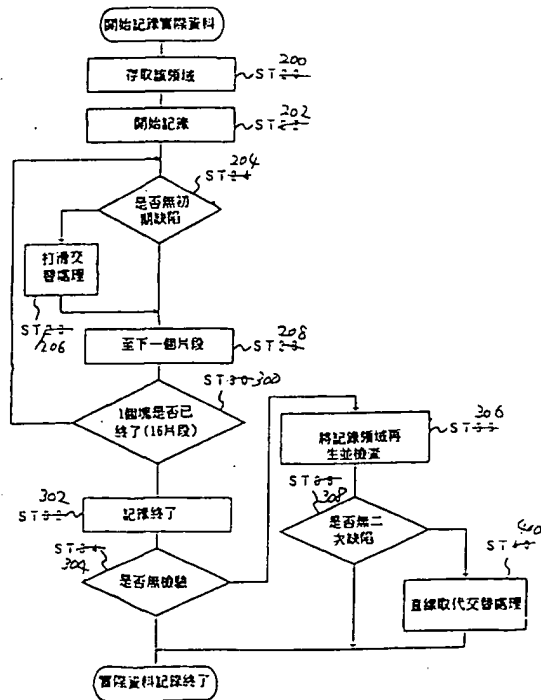 開始記錄實際資料
存取該領域
200
ST
開始記錄
202
ST
204
ST
是否無初
期缺陷
打滑交
替處理
ST
206
至下一個片段
208
ST
ST 300
1個塊是否已
終了(16片段)
302
ST
記錄終了
ST
304
是否無檢驗
將記錄領域再
生並檢查
306
ST
ST
308
是否無二
次缺陷
ST
直線取代交替處理
實際資料記錄終了